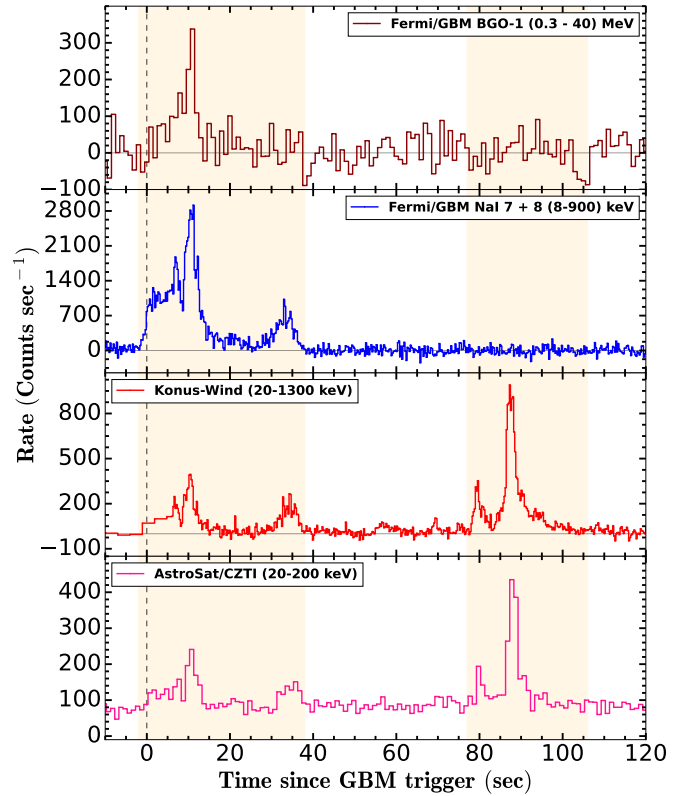 Fermi/GBM BGO-1 (0.3 - 40) MeV
300
200
100
0
−100
Fermi/GBM NaI 7 + 8 (8-900) keV
2800
2100
1400
700
0
Konus-Wind (20-1300 keV)
800
500
200
−100
AstroSat/CZTI (20-200 keV)
400
300
200
100
0
Rate (Counts sec⁻¹)
0 20 40 60 80 100 120
Time since GBM trigger (sec)